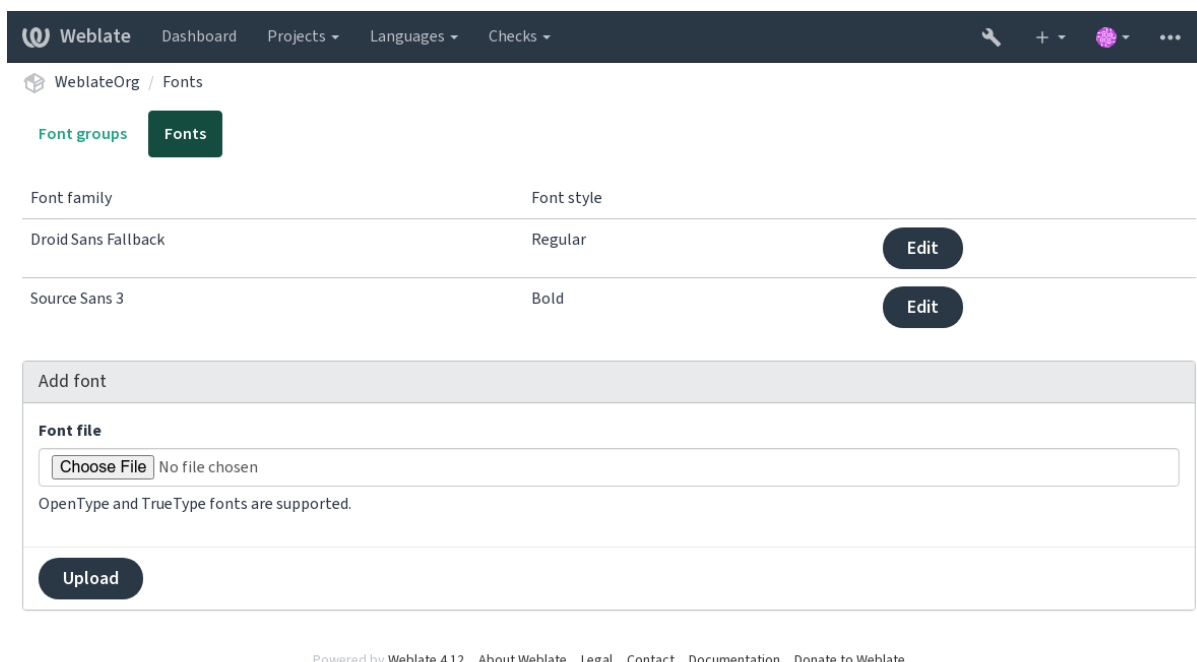 Weblate Dashboard Projects Languages Checks
WeblateOrg / Fonts
Font groups Fonts
Font family Font style
Droid Sans Fallback Regular Edit
Source Sans 3 Bold Edit
Add font
Font file
Choose File No file chosen
OpenType and TrueType fonts are supported.
Upload
Powered by Weblate 4.12 About Weblate Legal Contact Documentation Donate to Weblate